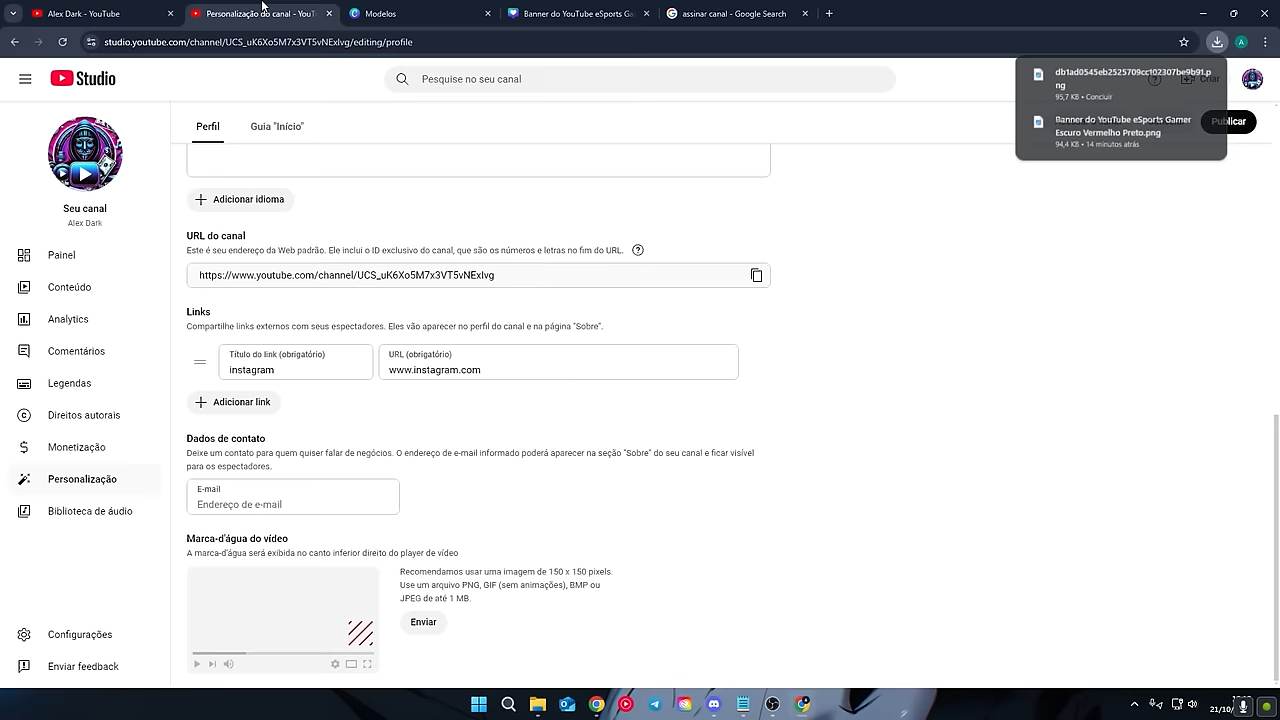 Alex Dark - YouTube
Personalização do canal - YouT
Modelos
Banner do YouTube eSports Ga
assinar canal - Google Search
studio.youtube.com/channel/UCS_uK6Xo5M7x3VT5vNExlvg/editing/profile
A
Studio
Pesquise no seu canal
Criar
db1ad0545eb2525709cc102307be9b91.p
ng
95,7 KB • Concluir
Banner do YouTube eSports Gamer
Escuro Vermelho Preto.png
94,4 KB • 14 minutos atrás
Publicar
Perfil
Guia "Início"
Seu canal
Alex Dark
Painel
Conteúdo
Analytics
Comentários
Legendas
Direitos autorais
Monetização
Personalização
Biblioteca de áudio
Configurações
Enviar feedback
Adicionar idioma
URL do canal
Este é seu endereço da Web padrão. Ele inclui o ID exclusivo do canal, que são os números e letras no fim do URL.
https://www.youtube.com/channel/UCS_uK6Xo5M7x3VT5vNExlvg
Links
Compartilhe links externos com seus espectadores. Eles vão aparecer no perfil do canal e na página "Sobre".
Título do link (obrigatório)
instagram
URL (obrigatório)
www.instagram.com
Adicionar link
Dados de contato
Deixe um contato para quem quiser falar de negócios. O endereço de e-mail informado poderá aparecer na seção "Sobre" do seu canal e ficar visível
para os espectadores.
E-mail
Endereço de e-mail
Marca-d'água do vídeo
A marca-d'água será exibida no canto inferior direito do player de vídeo
Recomendamos usar uma imagem de 150 x 150 pixels.
Use um arquivo PNG, GIF (sem animações), BMP ou
JPEG de até 1 MB.
Enviar
21/10/